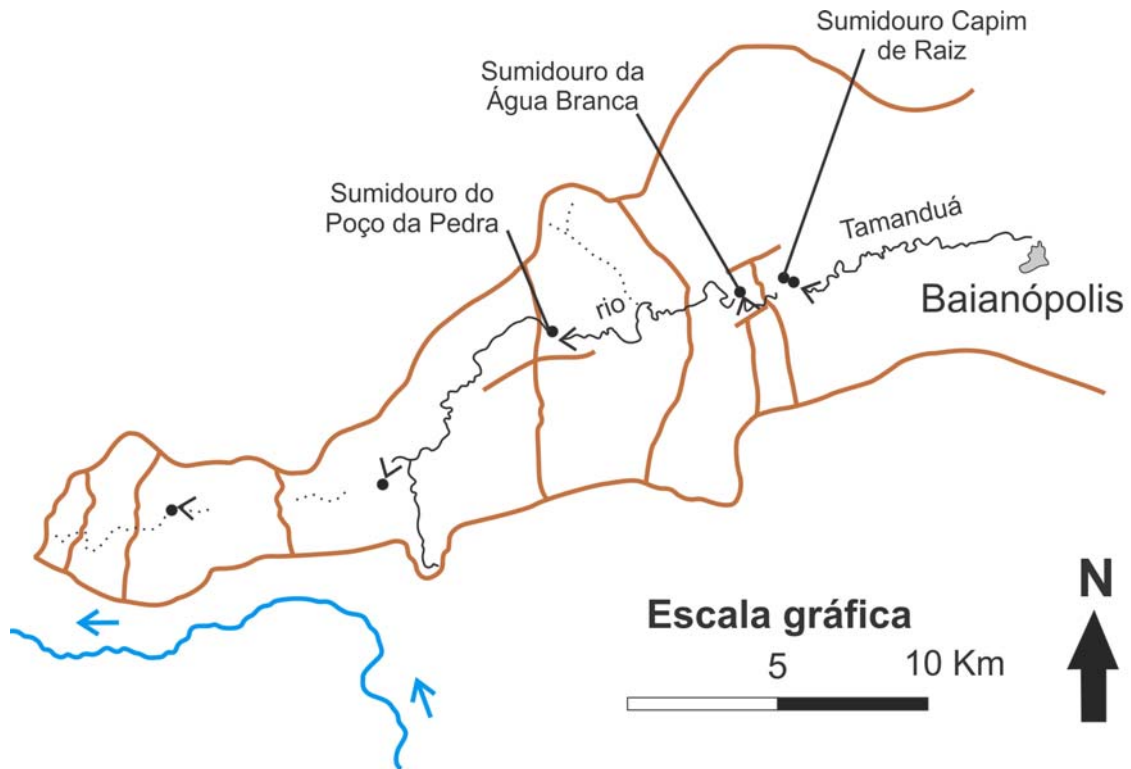 Sumidouro Capim
de Raiz
Sumidouro da
Água Branca
Sumidouro do
Poço da Pedra
Tamanduá
rio
Baianópolis
N
Escala gráfica
5
10 Km